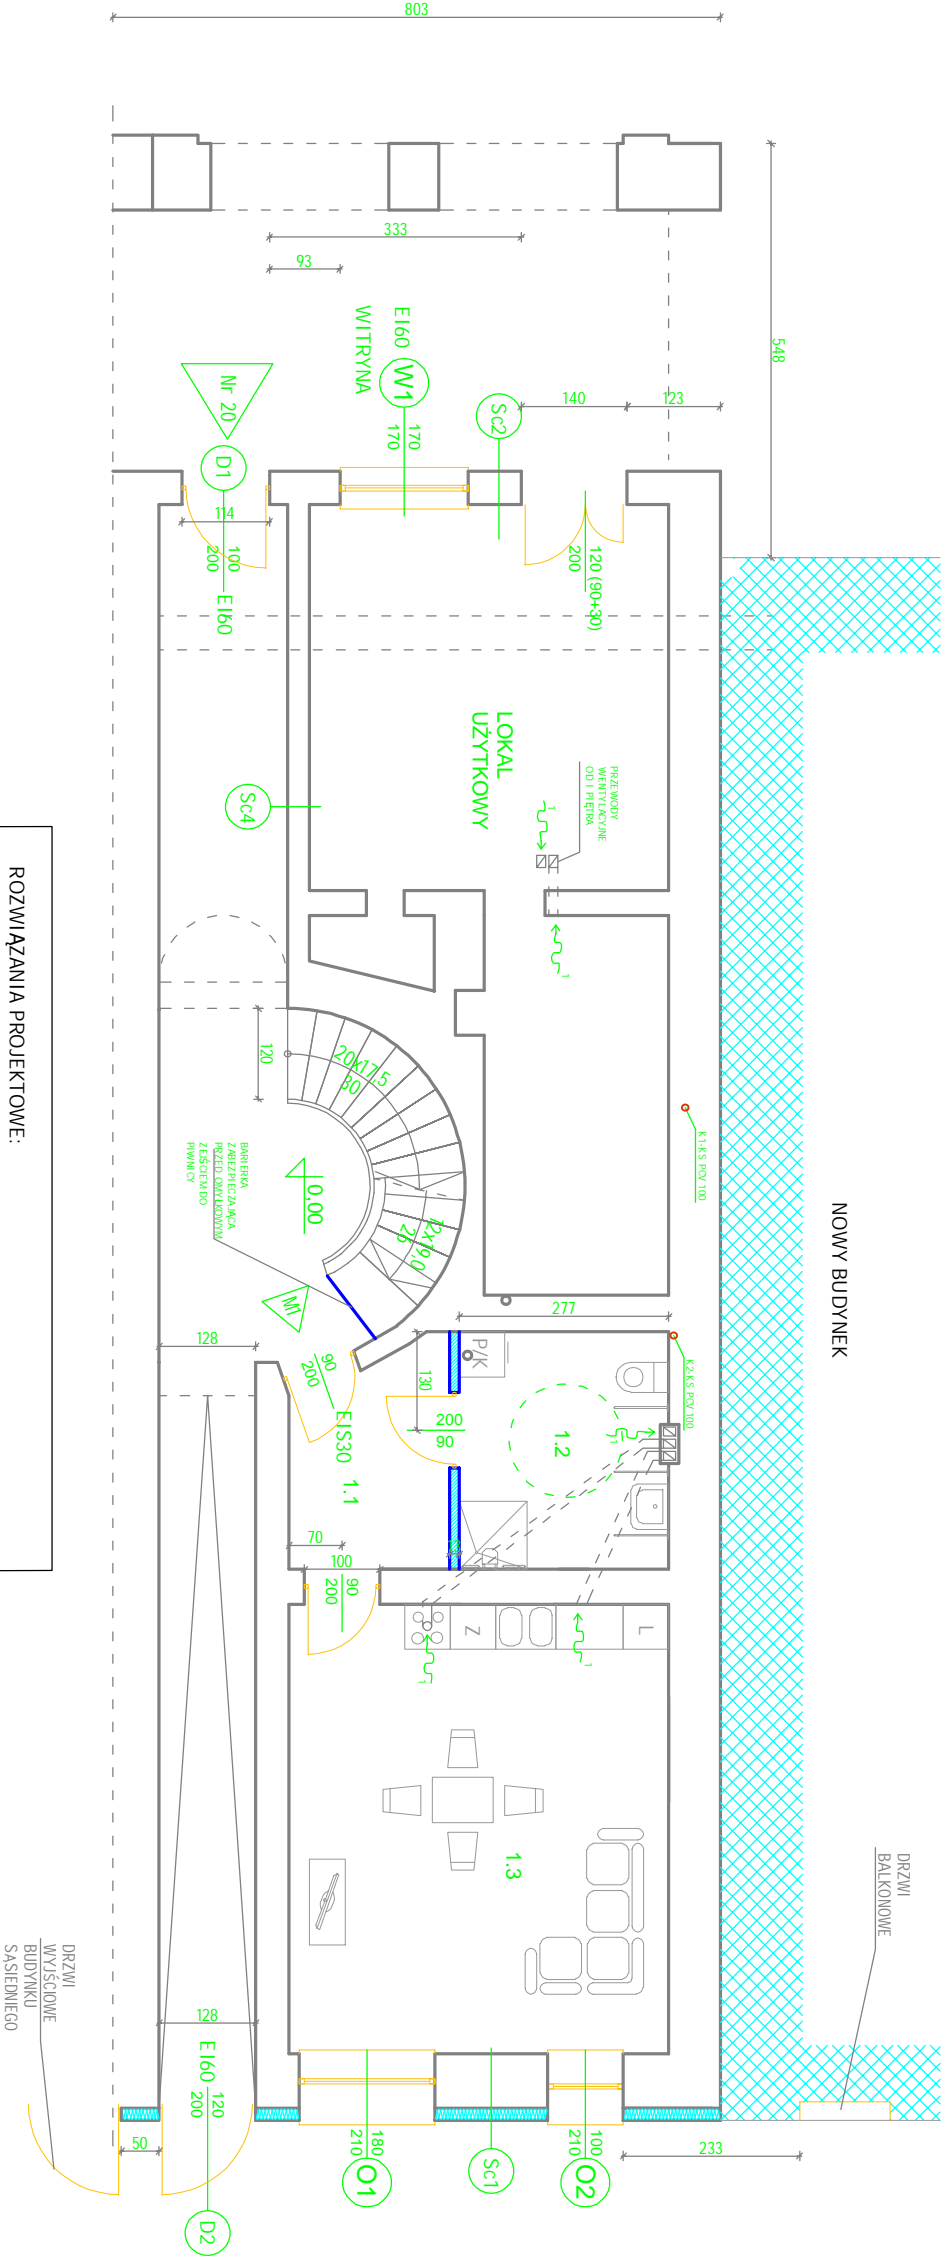 803
548
333
93
EI60
WITRYNA
W1
170
170
Nr 20
D1
Sc2
140
123
114
100
200
EI60
120 (90+30)
200
LOKAL
UŻYTKOWY
PRZEWODY
WENTYLACYJNE
OD I PIĘTRA
1
1
Sc4
ROZWIĄZANIA PROJEKTOWE:
120
20x17,5
30
12x19,0
26
0,00
BARIERKA
ZABEZPIECZAJĄCA
PRZED OMYŁKOWYM
ZEJŚCIEM DO
PIWNICY
M1
K1-KS PCV 100
NOWY BUDYNEK
277
128
90
200
EIS30
1.1
130
P/K
200
90
1.2
1
K2-KS PCV 100
70
100
90
200
Z
L
1
1
1.3
DRZWI
BALKONOWE
DRZWI
WYJŚCIOWE
BUDYNKU
SĄSIEDNIEGO
128
EI60
120
200
D2
50
180
210
O1
Sc1
100
210
O2
233